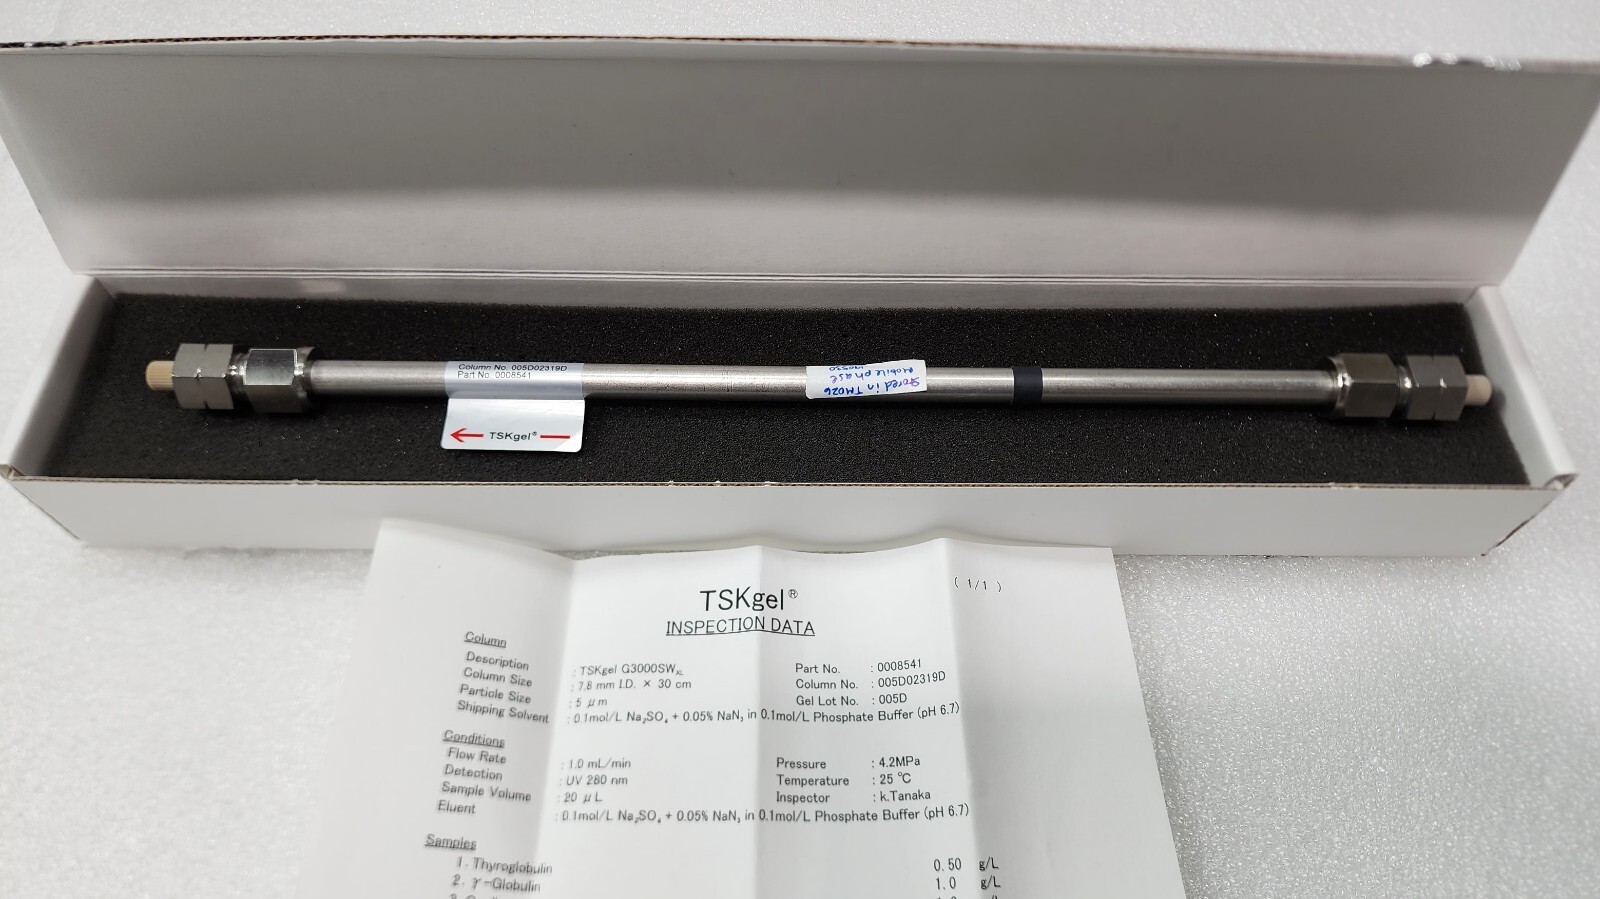 Column No. 005D02319D
Part No. 0008541
← TSKgel® —
Stored in TM026
Mobile phase
TSKgel®
( 1/1 )
INSPECTION DATA
Column
Description : TSKgel G3000SWXL Part No. : 0008541
Column Size : 7.8 mm I.D. × 30 cm Column No. : 005D02319D
Particle Size : 5 μm Gel Lot No. : 005D
Shipping Solvent : 0.1mol/L Na₂SO₄ + 0.05% NaN₃ in 0.1mol/L Phosphate Buffer (pH 6.7)
Conditions
Flow Rate : 1.0 mL/min Pressure : 4.2MPa
Detection : UV 280 nm Temperature : 25 ℃
Sample Volume : 20 μL Inspector : k.Tanaka
Eluent : 0.1mol/L Na₂SO₄ + 0.05% NaN₃ in 0.1mol/L Phosphate Buffer (pH 6.7)
Samples
1. Thyroglobulin 0.50 g/L
2. γ-Globulin 1.0 g/L